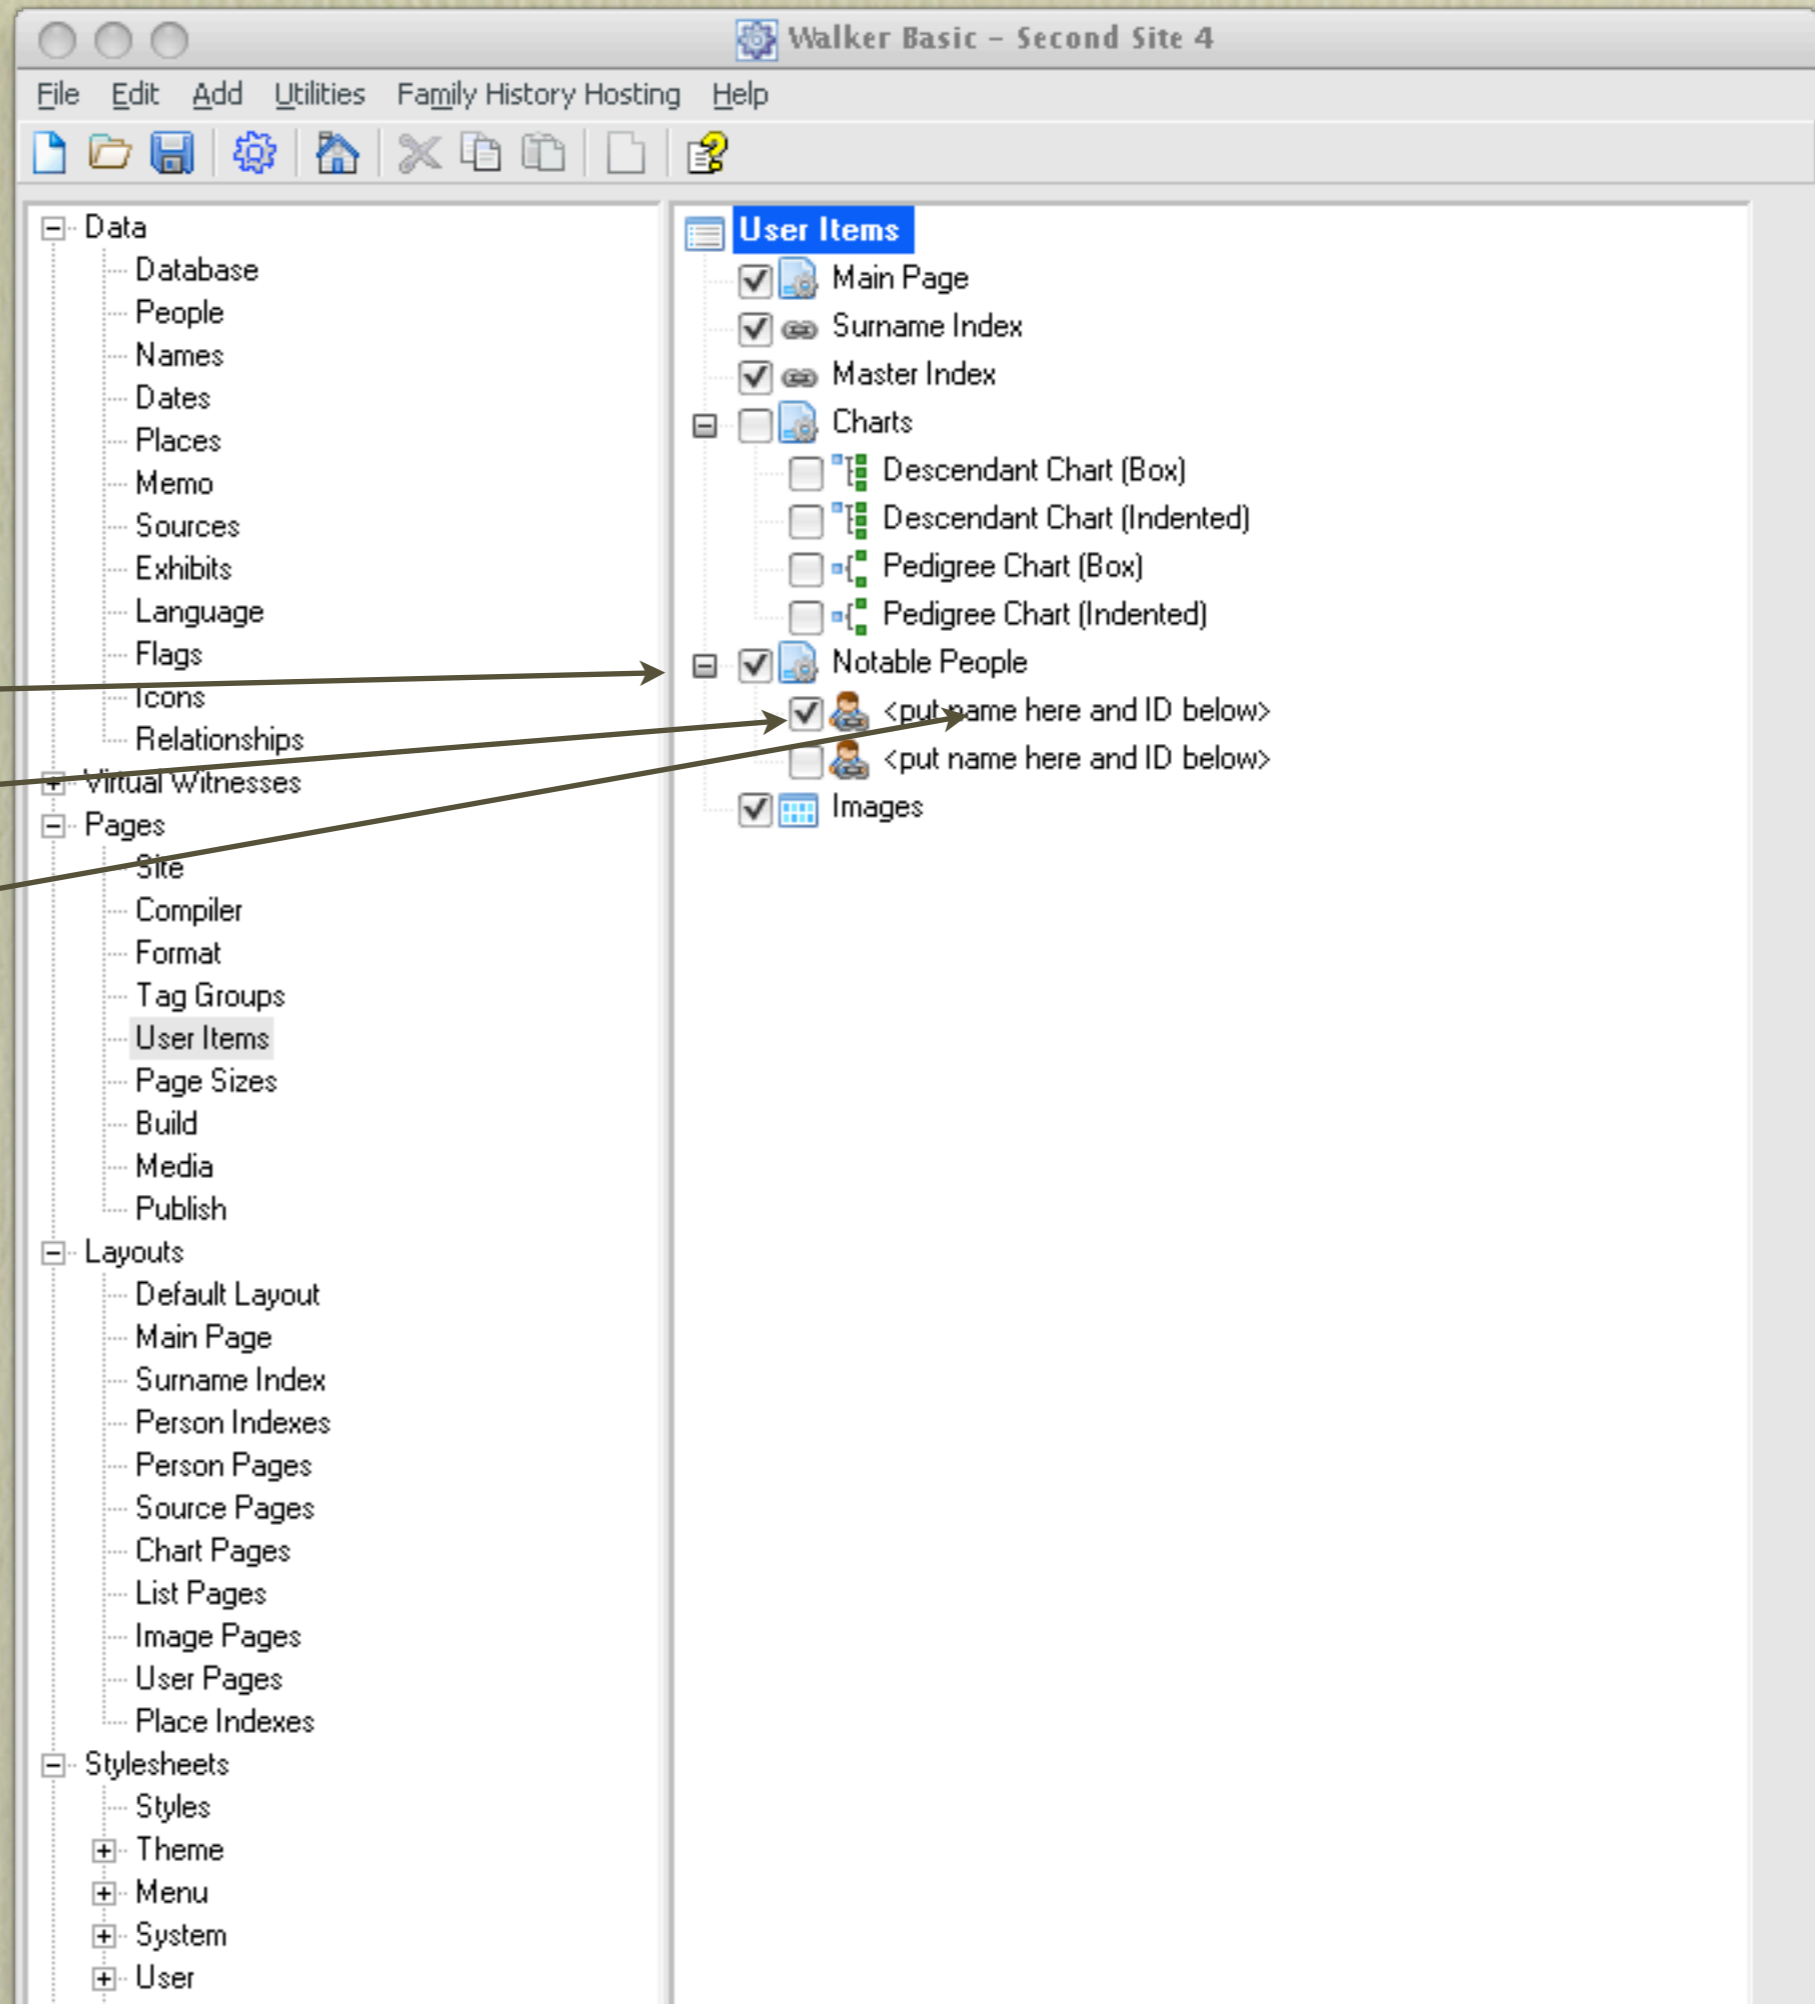 Walker Basic – Second Site 4
File Edit Add Utilities Family History Hosting Help
Data
Database
People
Names
Dates
Places
Memo
Sources
Exhibits
Language
Flags
Icons
Relationships
Virtual Witnesses
Pages
Site
Compiler
Format
Tag Groups
User Items
Page Sizes
Build
Media
Publish
Layouts
Default Layout
Main Page
Surname Index
Person Indexes
Person Pages
Source Pages
Chart Pages
List Pages
Image Pages
User Pages
Place Indexes
Stylesheets
Styles
Theme
Menu
System
User
User Items
Main Page
Surname Index
Master Index
Charts
Descendant Chart (Box)
Descendant Chart (Indented)
Pedigree Chart (Box)
Pedigree Chart (Indented)
Notable People
<put name here and ID below>
<put name here and ID below>
Images